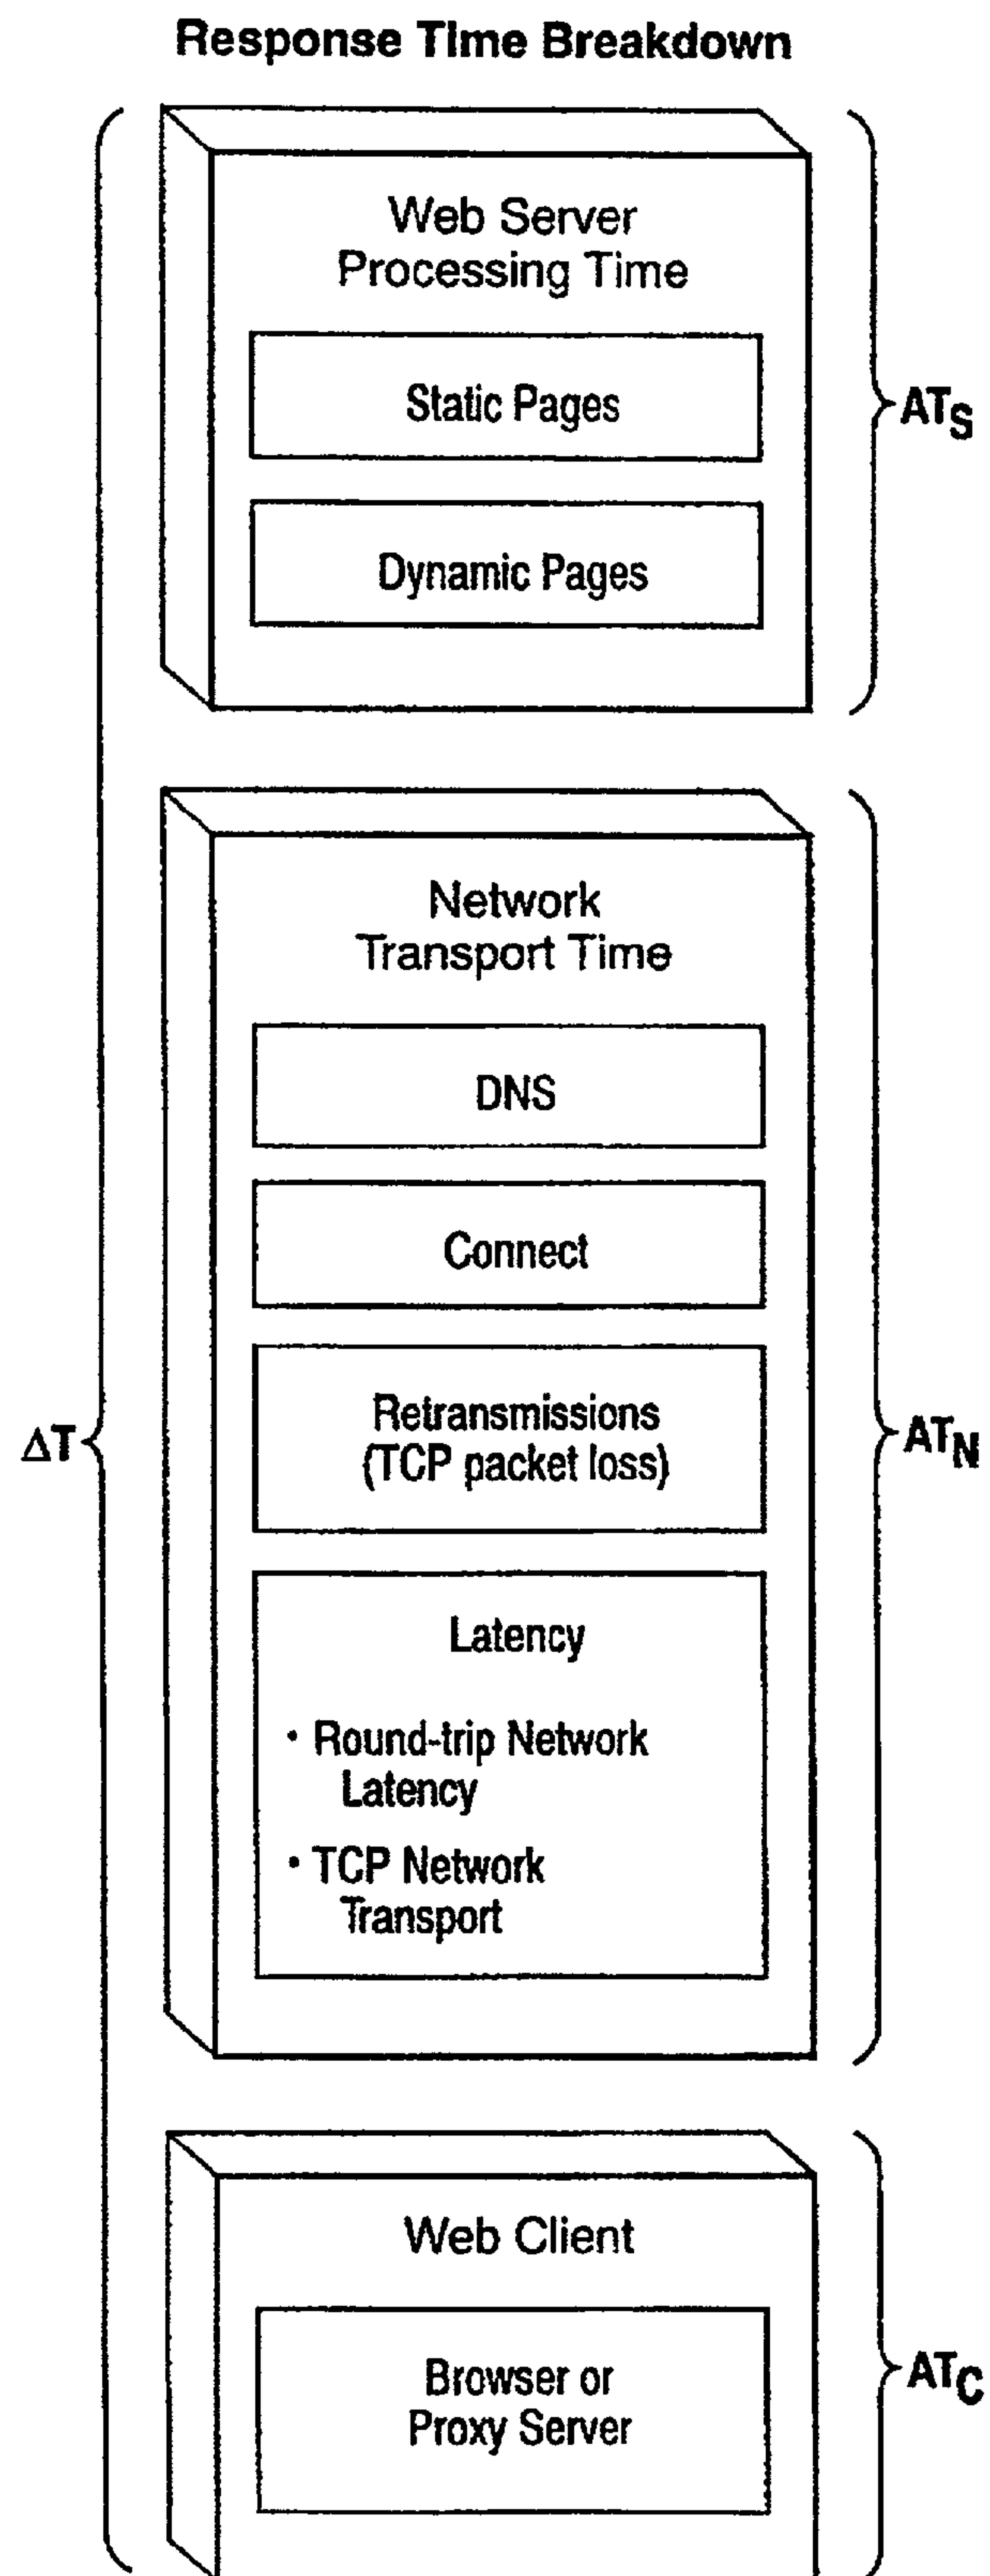 Response Time Breakdown
Web Server
Processing Time
Static Pages
Dynamic Pages
ATS
Network
Transport Time
DNS
Connect
Retransmissions
(TCP packet loss)
Latency
· Round-trip Network
Latency
· TCP Network
Transport
ΔT
ATN
Web Client
Browser or
Proxy Server
ATC